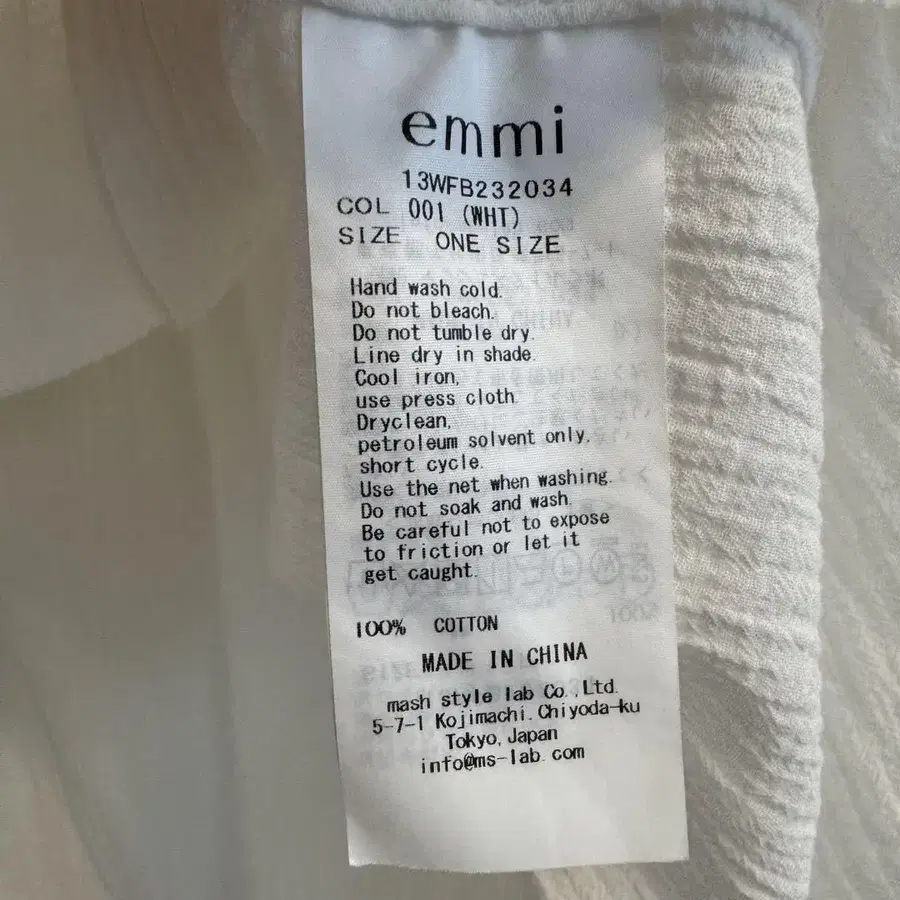 emmi
13WFB232034
COL 001 (WHT)
SIZE ONE SIZE
Hand wash cold.
Do not bleach.
Do not tumble dry.
Line dry in shade.
Cool iron,
use press cloth.
Dryclean,
petroleum solvent only,
short cycle.
Use the net when washing.
Do not soak and wash.
Be careful not to expose
to friction or let it
get caught.
100% COTTON
MADE IN CHINA
mash style lab Co.,Ltd.
5-7-1 Kojimachi. Chiyoda-ku
Tokyo, Japan
info@ms-lab.com